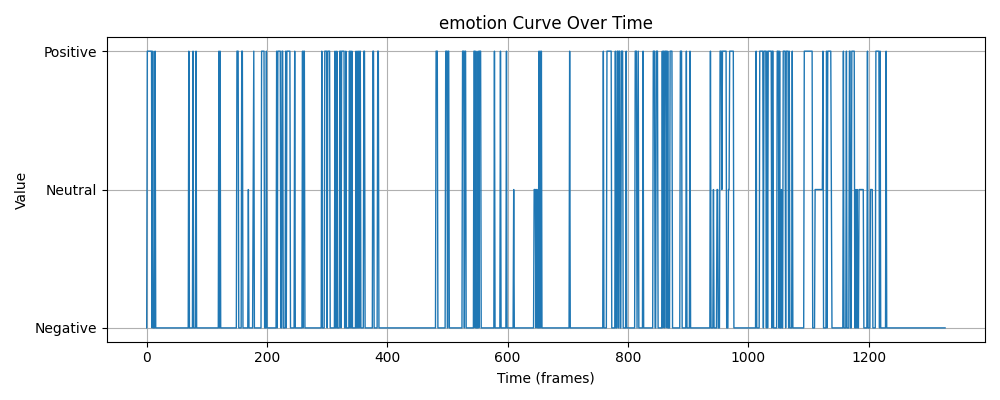 emotion Curve Over Time
Positive
Neutral
Negative
Value
0 200 400 600 800 1000 1200
Time (frames)